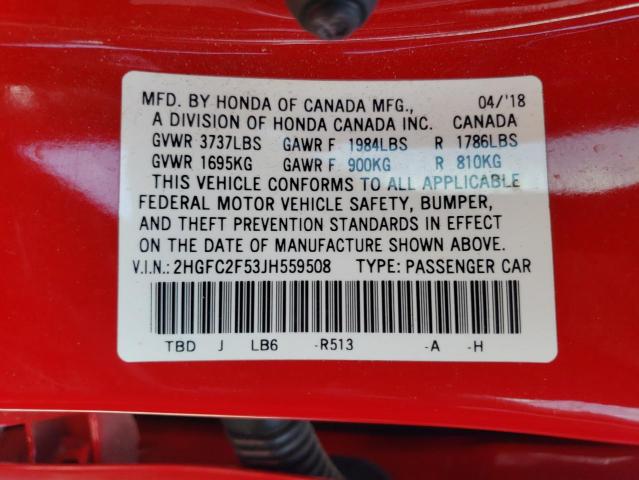 MFD. BY HONDA OF CANADA MFG., 04/'18
A DIVISION OF HONDA CANADA INC. CANADA
GVWR 3737LBS GAWR F 1984LBS R 1786LBS
GVWR 1695KG GAWR F 900KG R 810KG
THIS VEHICLE CONFORMS TO ALL APPLICABLE
FEDERAL MOTOR VEHICLE SAFETY, BUMPER,
AND THEFT PREVENTION STANDARDS IN EFFECT
ON THE DATE OF MANUFACTURE SHOWN ABOVE.
V.I.N.: 2HGFC2F53JH559508 TYPE: PASSENGER CAR
TBD J LB6 -R513 -A -H